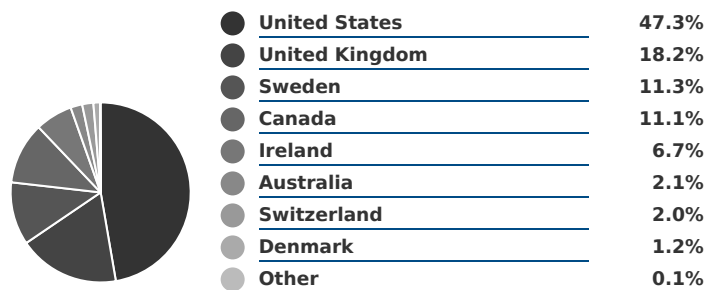 United States 47.3%
United Kingdom 18.2%
Sweden 11.3%
Canada 11.1%
Ireland 6.7%
Australia 2.1%
Switzerland 2.0%
Denmark 1.2%
Other 0.1%